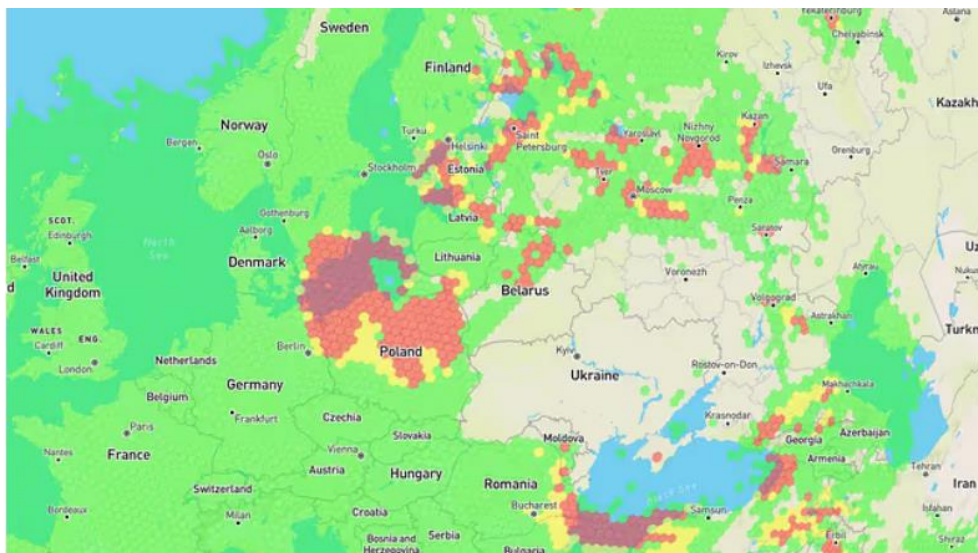 Sweden
Yekaterinburg
Astana
Chelyabinsk
Kirov
Izhevsk
Finland
Ufa
Kazakh
Norway
Bergen
Oslo
Turku
Helsinki
Saint
Petersburg
Yaroslavl
Nizhny
Novgorod
Kazan
Orenburg
Stockholm
Estonia
Samara
Tver
Moscow
Penza
SCOT.
Edinburgh
Gothenburg
Latvia
Saratov
North
Sea
Aalborg
Belfast
Denmark
Lithuania
Uz
United
Kingdom
Belarus
Voronezh
Atyrau
Nukus
d
Volgograd
Astrakhan
Turkn
WALES
Cardiff
ENG.
London
Netherlands
Berlin
Poland
Kyiv
Ukraine
Rostov-on-Don
Germany
Belgium
Frankfurt
Czechia
Krasnodar
Makhachkala
Paris
Slovakia
Moldova
Georgia
Azerbaijan
Nantes
France
Vienna
Austria
Hungary
Armenia
Tehran
Switzerland
Romania
Black Sea
Iran
Bordeaux
Milan
Croatia
Bucharest
Samsun
Isfahan
Bosnia and
Herzegovina
Serbia
Bulgaria
Erbil
Shiraz